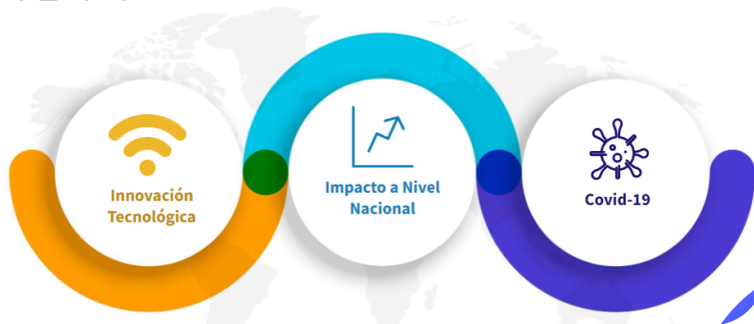 Innovación
Tecnológica
Impacto a Nivel
Nacional
Covid-19